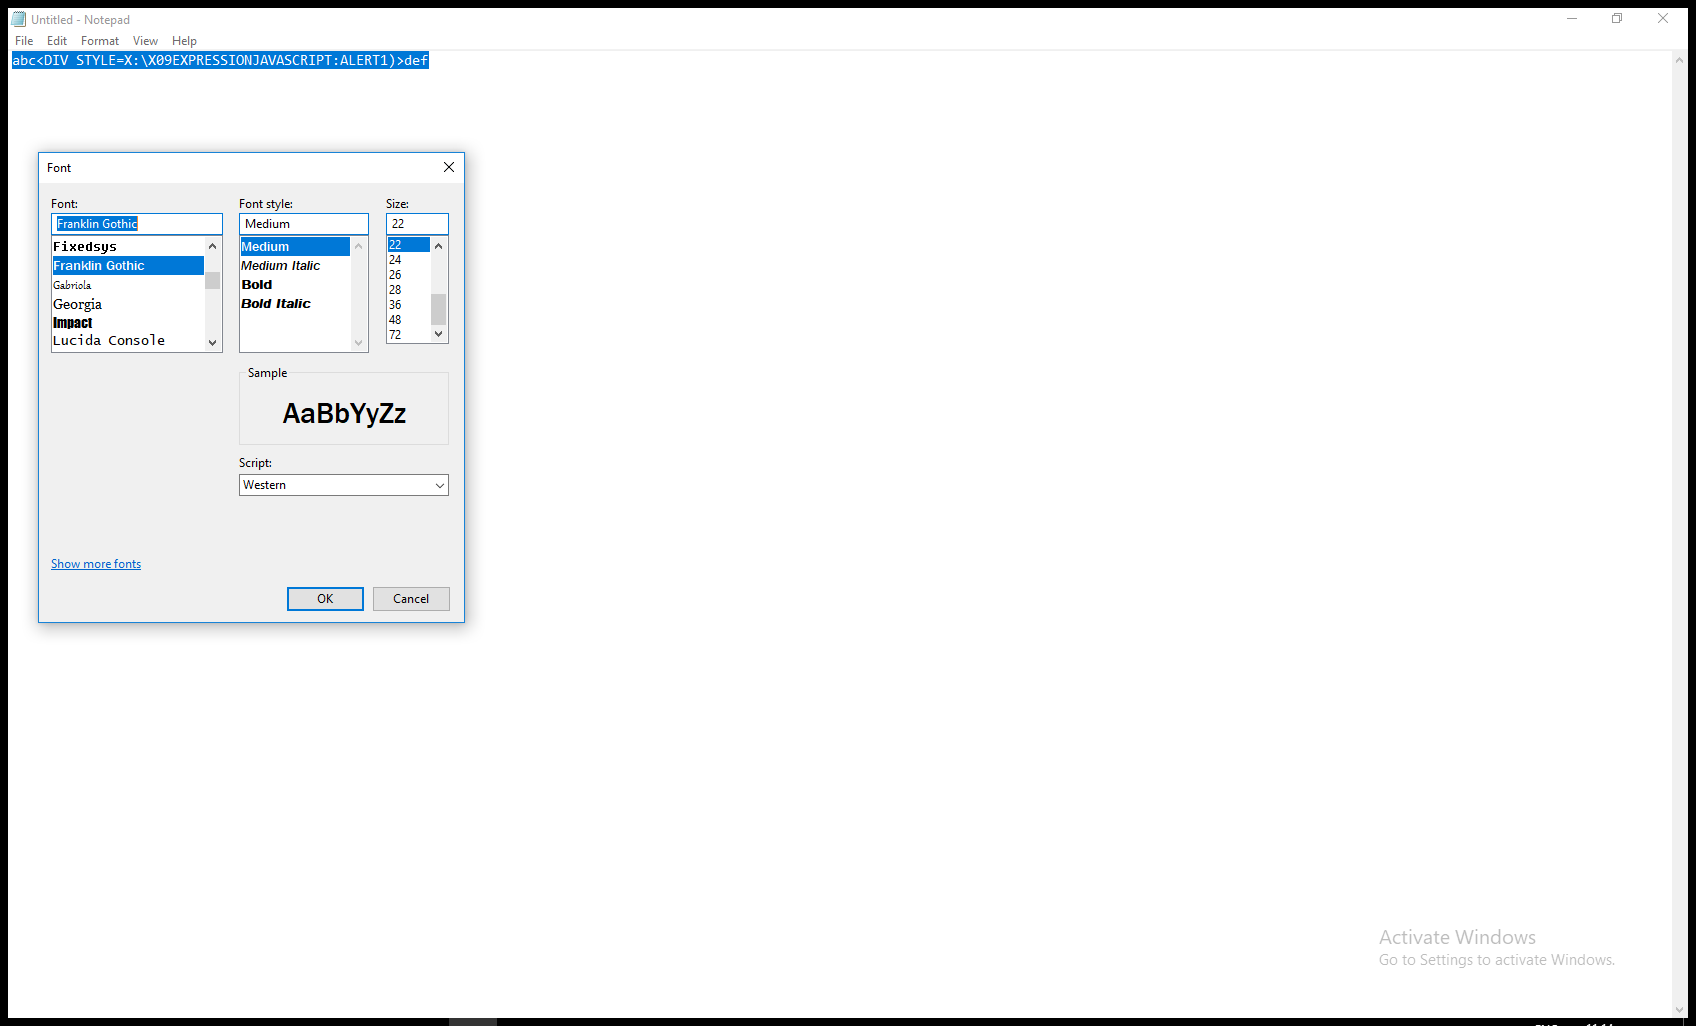 Untitled - Notepad
File Edit Format View Help
abc<DIV STYLE=X:\X09EXPRESSIONJAVASCRIPT:ALERT1)>def
Font
Font: Font style: Size:
Franklin Gothic Medium 22
Fixedsys Medium 22
Franklin Gothic Medium Italic 24
Gabriola Bold 26
Georgia Bold Italic 28
Impact 36
Lucida Console 48
72
Sample
AaBbYyZz
Script:
Western
Show more fonts
OK Cancel
Activate Windows
Go to Settings to activate Windows.